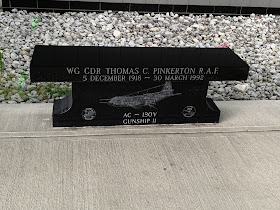 WG CDR THOMAS C. PINKERTON R.A.F.
5 DECEMBER 1918 - 30 MARCH 1992
AC - 130V
GUNSHIP II